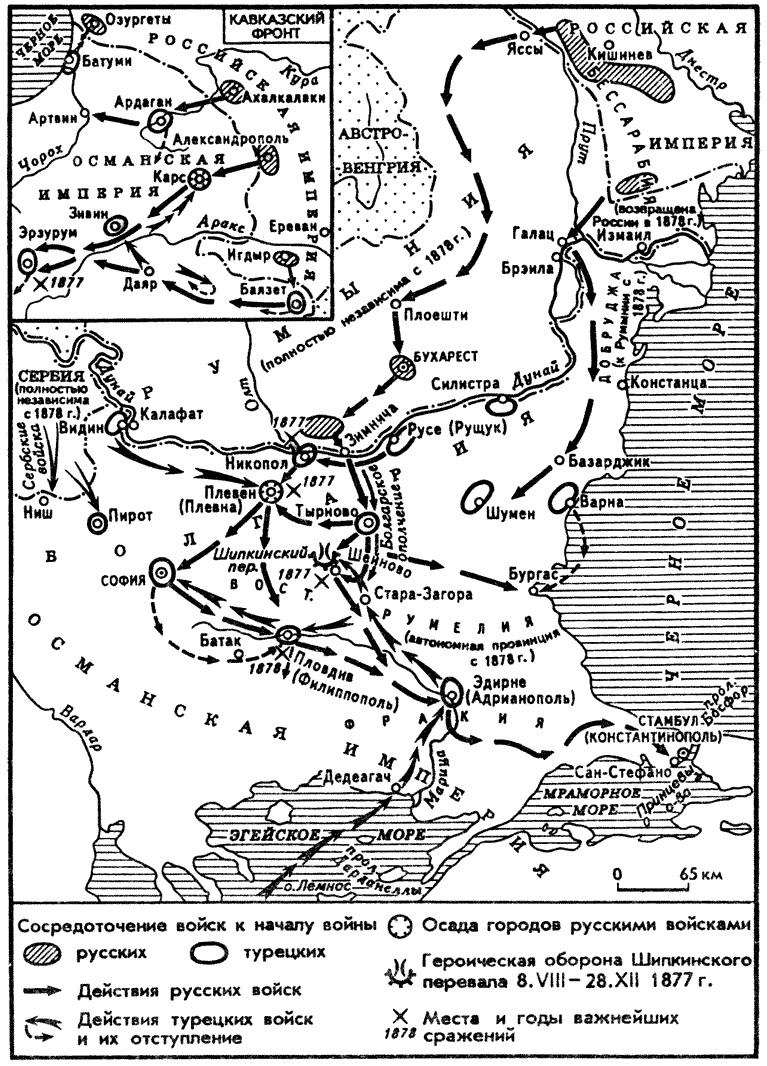 КАВКАЗСКИЙ
ФРОНТ
ЧЕРНОЕ
МОРЕ
Озургеты
Батуми
РОССИЙСКАЯ
ИМПЕРИЯ
Кура
Ардаган
Ахалкалаки
Артвин
Александрополь
Чорох
ОСМАНСКАЯ
ИМПЕРИЯ
Карс
Зивин
Аракс
Ереван
Эрзурум
Игдыр
1877
Даяр
Баязет
РОССИЙСКАЯ
Яссы
Кишинев
Днестр
БЕССАРАБИЯ
АВСТРО-
ВЕНГРИЯ
Прут
ИМПЕРИЯ
(возвращена
России в 1878 г.)
Галац
Измаил
Брэила
РУМЫНИЯ
(полностью независима с 1878 г.)
ДОБРУДЖА
(к Румынии с
1878 г.)
Плоешти
БУХАРЕСТ
СЕРБИЯ
(полностью
независима
с 1878 г.)
Дунай
Силистра
Дунай
Констанца
Калафат
Видин
1877
Зимнича
Русе (Рущук)
Сербские
войска
Никопол
Базарджик
Плевен
(Плевна)
1877
Болгарское
ополчение
Ниш
Пирот
Тырново
Шумен
Варна
БОЛГАРИЯ
Шипкинский
пер.
Шейново
СОФИЯ
1877
ВОСТ.
Бургас
Стара-Загора
РУМЕЛИЯ
(автономная провинция
с 1878 г.)
Батак
1878
Пловдив
(Филиппополь)
Эдирне
(Адрианополь)
ОСМАНСКАЯ ИМПЕРИЯ
ФРАКИЯ
ЧЕРНОЕ МОРЕ
прол.
Босфор
Вардар
СТАМБУЛ
(КОНСТАНТИНОПОЛЬ)
Сан-Стефано
Дедеагач
Марица
Принцевы
о-ва
МРАМОРНОЕ
МОРЕ
ЭГЕЙСКОЕ МОРЕ
прол.
Дарданеллы
о. Лемнос
0 65 км
Сосредоточение войск к началу войны
русских турецких
Действия русских войск
Действия турецких войск
и их отступление
Осада городов русскими войсками
Героическая оборона Шипкинского
перевала 8.VIII–28.XII 1877 г.
1878
Места и годы важнейших
сражений